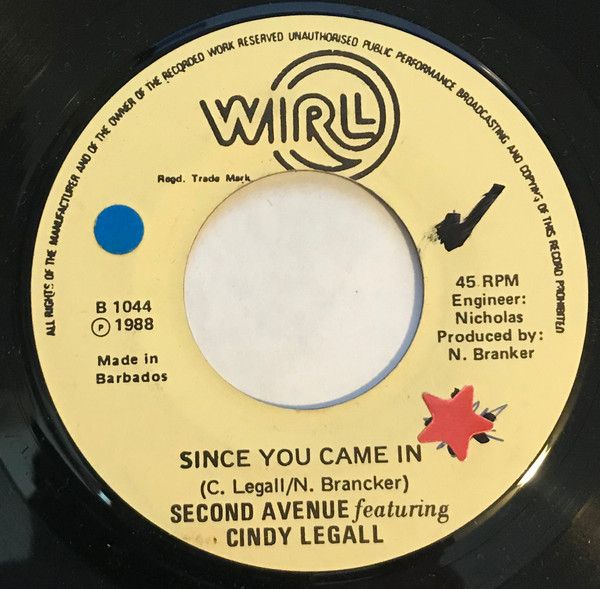 ALL RIGHTS OF THE MANUFACTURER AND OF THE OWNER OF THE RECORDED WORK RESERVED UNAUTHORISED PUBLIC PERFORMANCE BROADCASTING AND COPYING OF THIS RECORD PROHIBITED
WIRL
Regd. Trade Mark
B 1044
℗ 1988
Made in
Barbados
45 RPM
Engineer:
Nicholas
Produced by:
N. Branker
SINCE YOU CAME IN
(C. Legall/N. Brancker)
SECOND AVENUE featuring
CINDY LEGALL